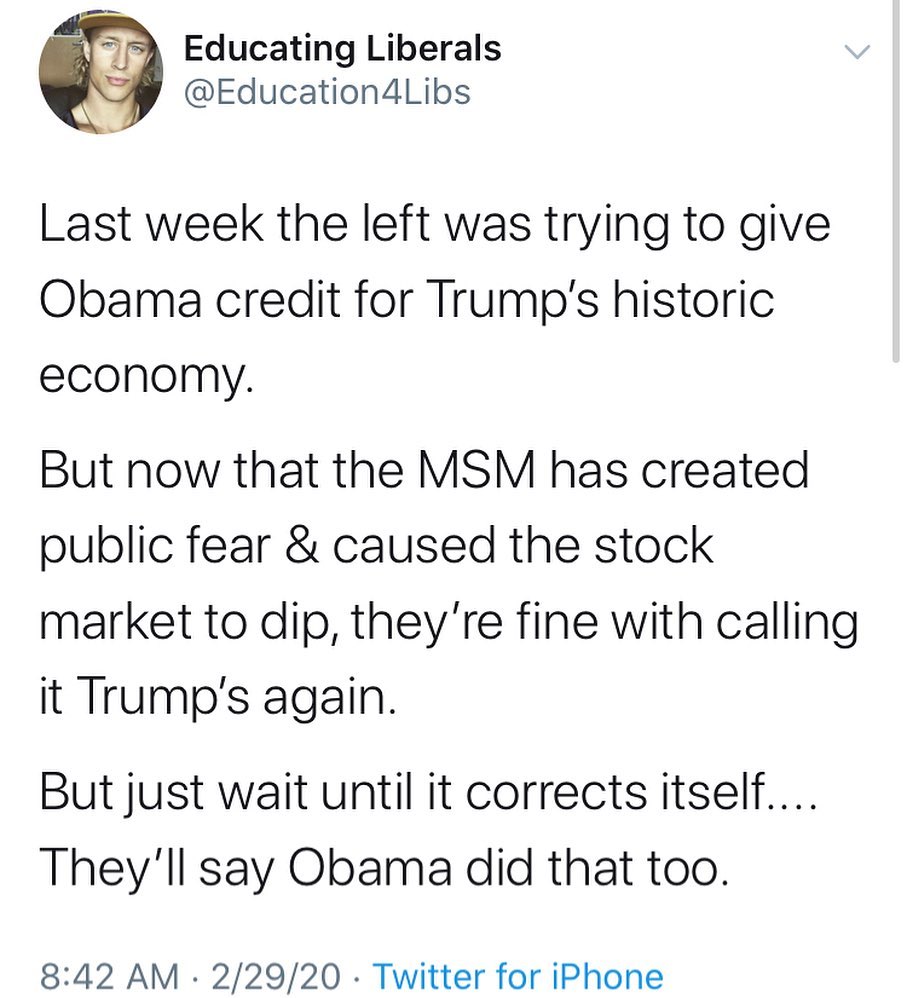 Educating Liberals
@Education4Libs
Last week the left was trying to give
Obama credit for Trump’s historic
economy.
But now that the MSM has created
public fear & caused the stock
market to dip, they’re fine with calling
it Trump’s again.
But just wait until it corrects itself....
They’ll say Obama did that too.
8:42 AM · 2/29/20 · Twitter for iPhone